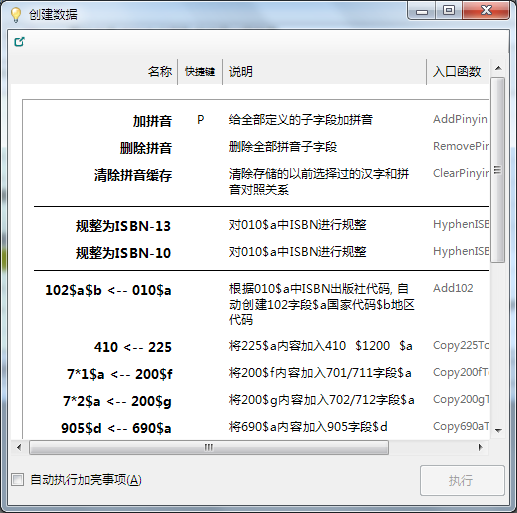 创建数据
名称 快捷键 说明 入口函数
加拼音 P 给全部定义的子字段加拼音 AddPinyin
删除拼音 删除全部拼音子字段 RemovePin
清除拼音缓存 清除存储的以前选择过的汉字和拼 ClearPinyin
音对照关系
规整为ISBN-13 对010$a中ISBN进行规整 HyphenISB
规整为ISBN-10 对010$a中ISBN进行规整 HyphenISB
102$a$b <-- 010$a 根据010$a中ISBN出版社代码, 自 Add102
动创建102字段$a国家代码$b地区
代码
410 <-- 225 将225$a内容加入410 $1200 $a Copy225To
7*1$a <-- 200$f 将200$f内容加入701/711字段$a Copy200fTo
7*2$a <-- 200$g 将200$g内容加入702/712字段$a Copy200gT
905$d <-- 690$a 将690$a内容加入905字段$d Copy690aT
自动执行加亮事项(A) 执行